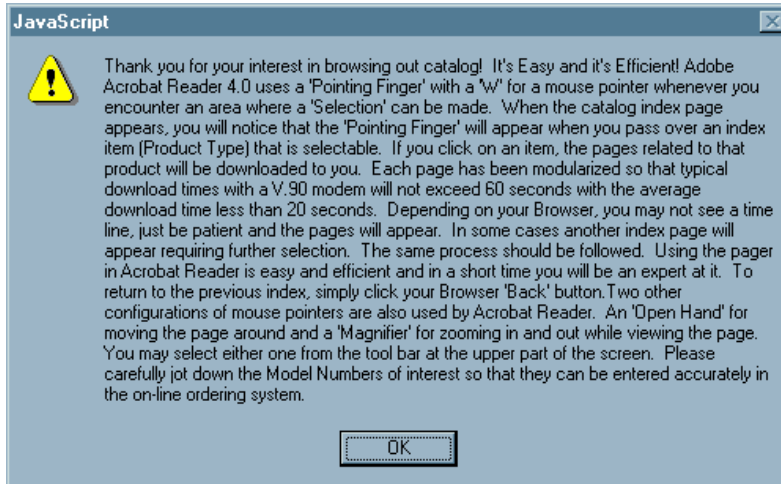 JavaScript
Thank you for your interest in browsing out catalog!  It's Easy and it's Efficient! Adobe
Acrobat Reader 4.0 uses a 'Pointing Finger' with a 'W' for a mouse pointer whenever you
encounter an area where a 'Selection' can be made.  When the catalog index page
appears, you will notice that the 'Pointing Finger' will appear when you pass over an index
item (Product Type) that is selectable.  If you click on an item, the pages related to that
product will be downloaded to you.  Each page has been modularized so that typical
download times with a V.90 modem will not exceed 60 seconds with the average
download time less than 20 seconds.  Depending on your Browser, you may not see a time
line, just be patient and the pages will appear.  In some cases another index page will
appear requiring further selection.  The same process should be followed.  Using the pager
in Acrobat Reader is easy and efficient and in a short time you will be an expert at it.  To
return to the previous index, simply click your Browser 'Back' button.Two other
configurations of mouse pointers are also used by Acrobat Reader.  An 'Open Hand' for
moving the page around and a 'Magnifier' for zooming in and out while viewing the page.
You may select either one from the tool bar at the upper part of the screen.  Please
carefully jot down the Model Numbers of interest so that they can be entered accurately in
the on-line ordering system.
OK